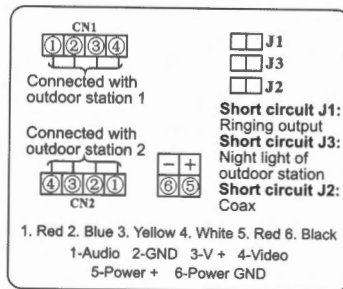 CN1
① ② ③ ④
Connected with
outdoor station 1
Connected with
outdoor station 2
④ ③ ② ①
CN2
− +
⑥ ⑤
J1
J3
J2
Short circuit J1:
Ringing output
Short circuit J3:
Night light of
outdoor station
Short circuit J2:
Coax
1. Red 2. Blue 3. Yellow 4. White 5. Red 6. Black
1-Audio 2-GND 3-V + 4-Video
5-Power + 6-Power GND